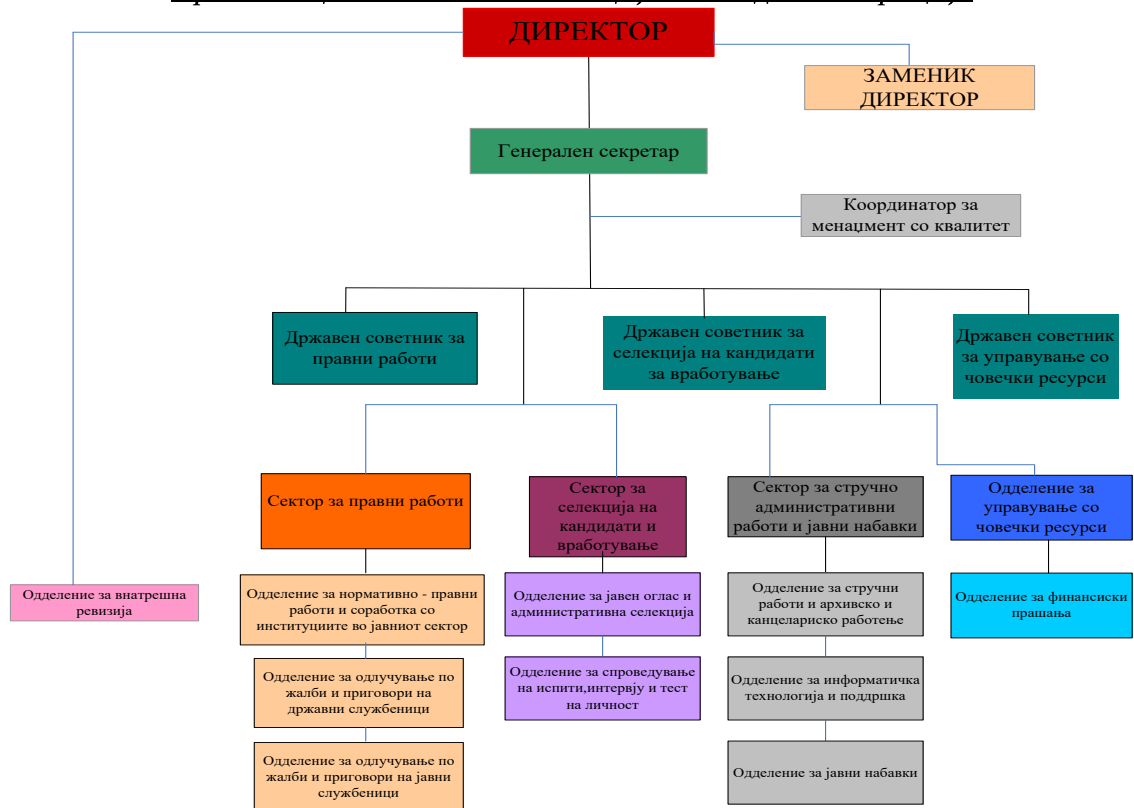 ДИРЕКТОР
ЗАМЕНИК
ДИРЕКТОР
Генерален секретар
Координатор за
менаџмент со квалитет
Државен советник за
правни работи
Државен советник за
селекција на кандидати
за вработување
Државен советник
за управување со
човечки ресурси
Сектор за правни работи
Сектор за
селекција на
кандидати и
вработување
Сектор за стручно
административни
работи и јавни набавки
Одделение за
управување со
човечки ресурси
Одделение за внатрешна
ревизија
Одделение за нормативно - правни
работи и соработка со
институциите во јавниот сектор
Одделение за јавен оглас и
административна селекција
Одделение за стручни
работи и архивско и
канцелариско работење
Одделение за финансиски
прашања
Одделение за одлучување по
жалби и приговори на
државни службеници
Одделение за спроведување
на испити,интервју и тест
на личност
Одделение за информатичка
технологија и поддршка
Одделение за одлучување по
жалби и приговори на јавни
службеници
Одделение за јавни набавки